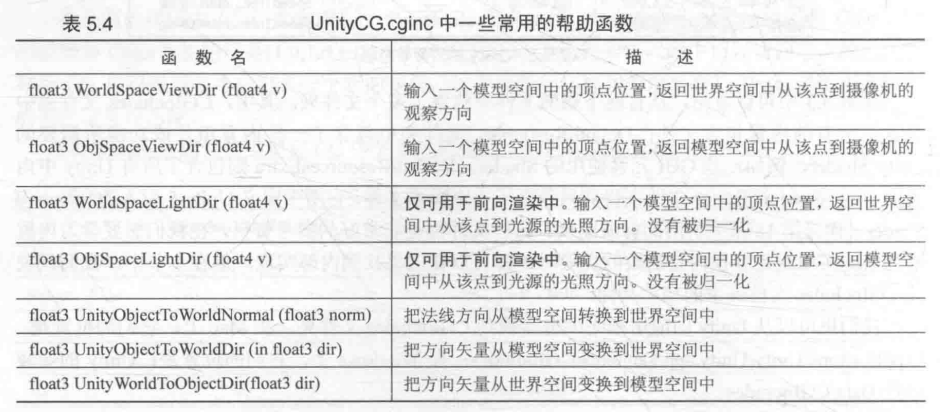 表 5.4 UnityCG.cginc 中一些常用的帮助函数
函 数 名 描 述
float3 WorldSpaceViewDir (float4 v) 输入一个模型空间中的顶点位置，返回世界空间中从该点到摄像机的
观察方向
float3 ObjSpaceViewDir (float4 v) 输入一个模型空间中的顶点位置，返回模型空间中从该点到摄像机的
观察方向
float3 WorldSpaceLightDir (float4 v) 仅可用于前向渲染中。输入一个模型空间中的顶点位置，返回世界空
间中从该点到光源的光照方向。没有被归一化
float3 ObjSpaceLightDir (float4 v) 仅可用于前向渲染中。输入一个模型空间中的顶点位置，返回模型空
间中从该点到光源的光照方向。没有被归一化
float3 UnityObjectToWorldNormal (float3 norm) 把法线方向从模型空间转换到世界空间中
float3 UnityObjectToWorldDir (in float3 dir) 把方向矢量从模型空间变换到世界空间中
float3 UnityWorldToObjectDir(float3 dir) 把方向矢量从世界空间变换到模型空间中